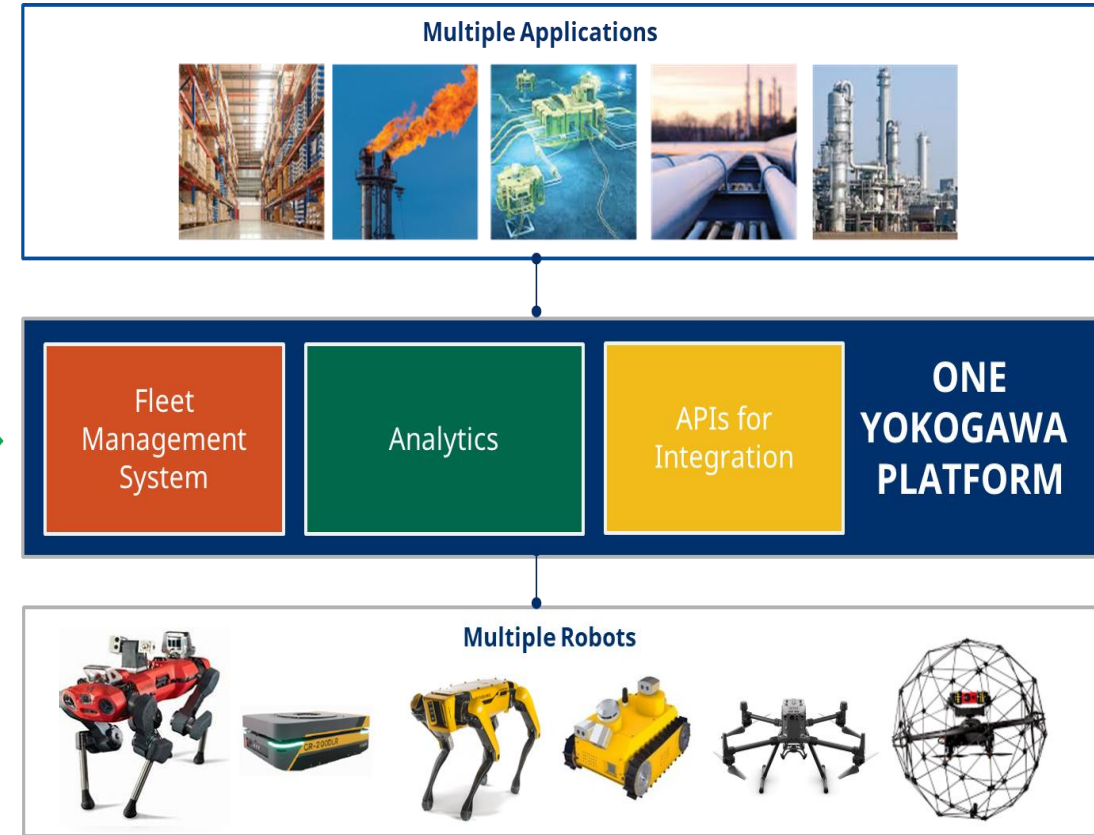 Multiple Applications
Fleet
Management
System
Analytics
APIs for
Integration
ONE
YOKOGAWA
PLATFORM
Multiple Robots